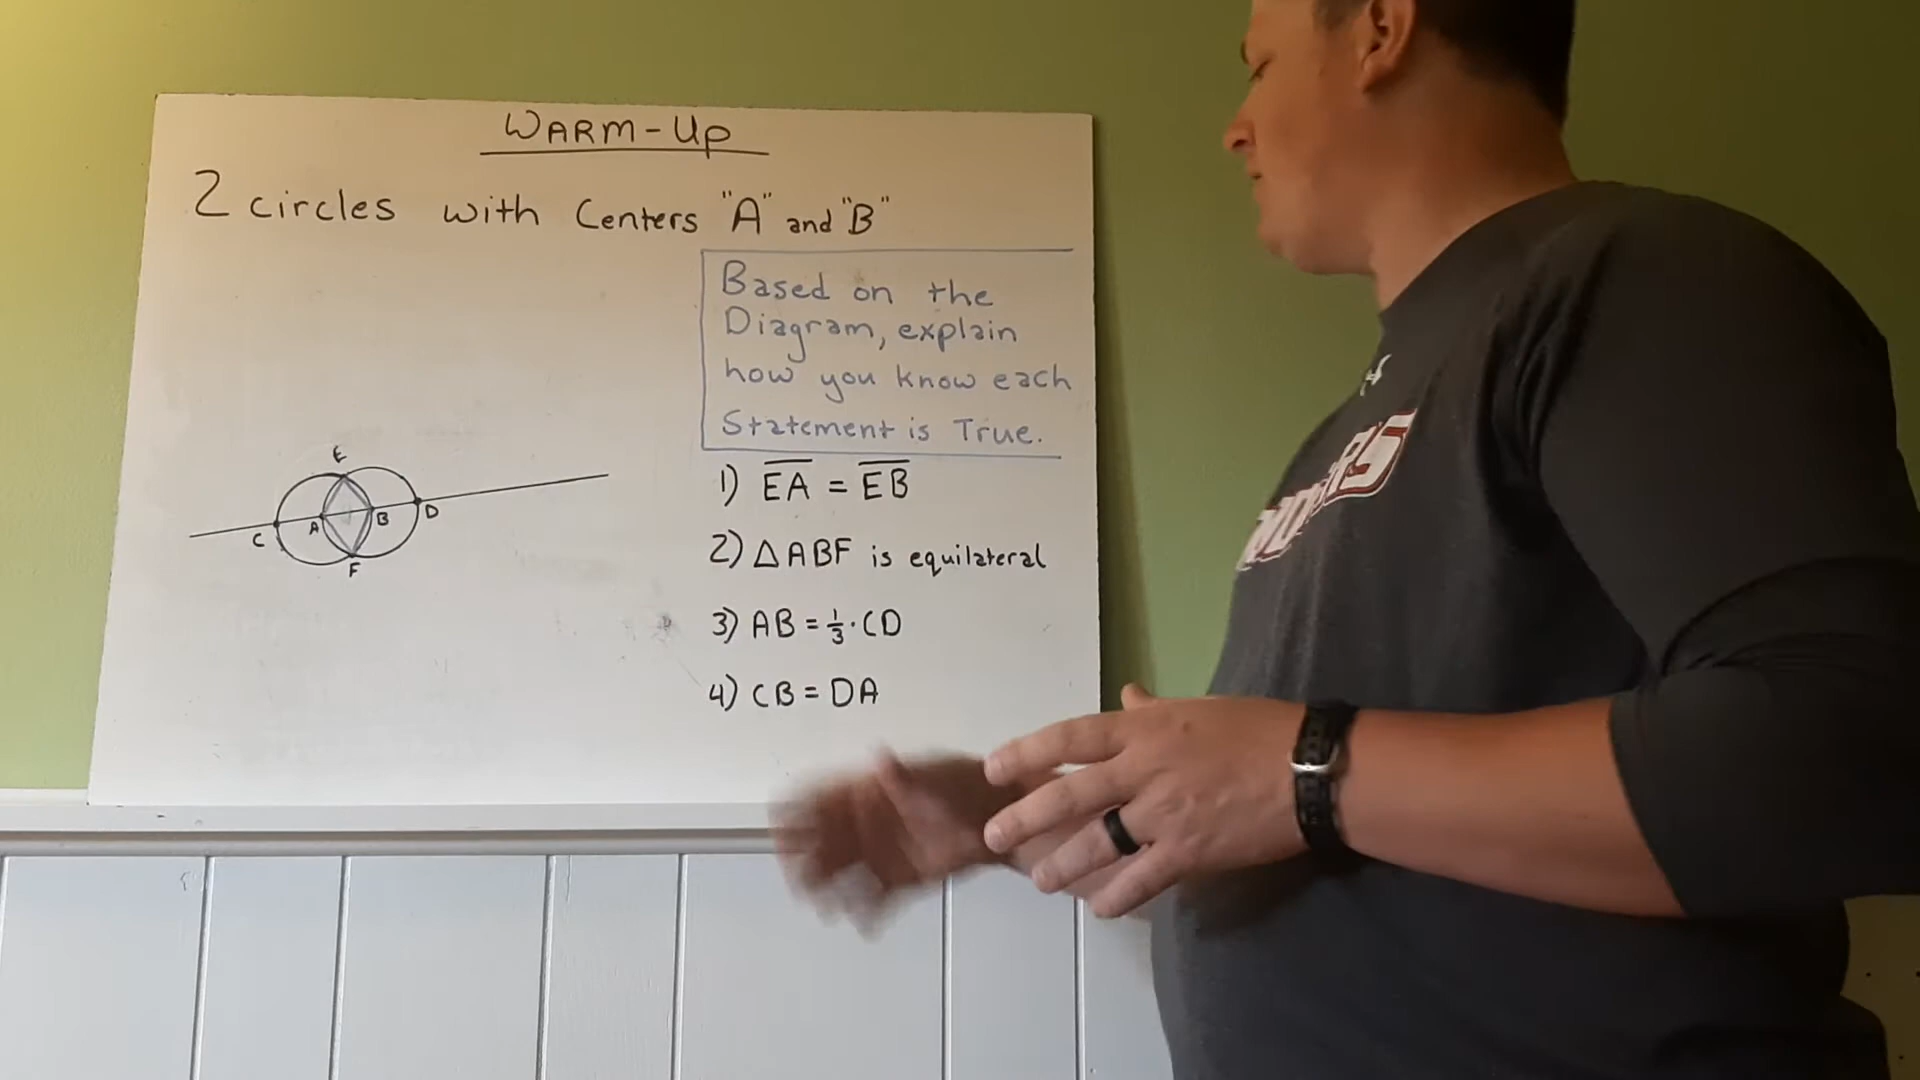 WARM-UP
2 circles with Centers "A" and "B"
Based on the
Diagram, explain
how you know each
Statement is True.
E
C A B D
F
1) EA = EB
2) △ABF is equilateral
3) AB = 1/3 · CD
4) CB = DA